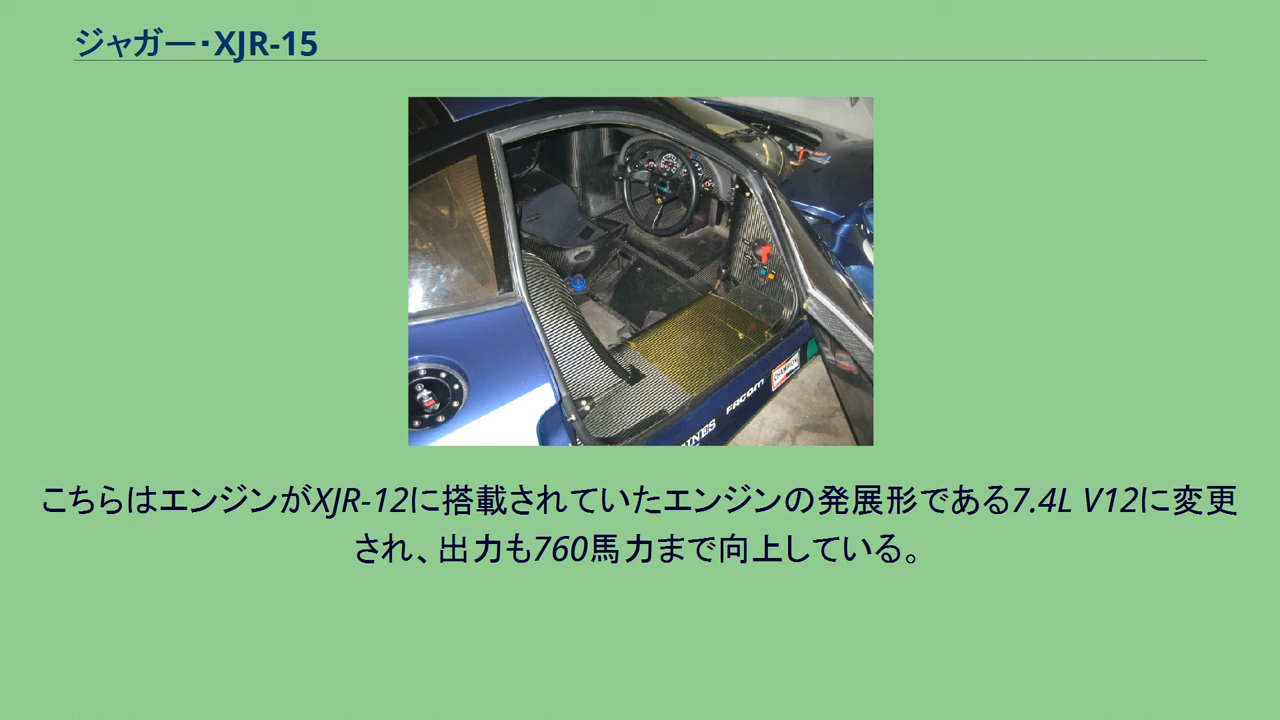 ジャガー・XJR-15
CHAMPION
FACOM
INES
こちらはエンジンがXJR-12に搭載されていたエンジンの発展形である7.4L V12に変更
され、出力も760馬力まで向上している。